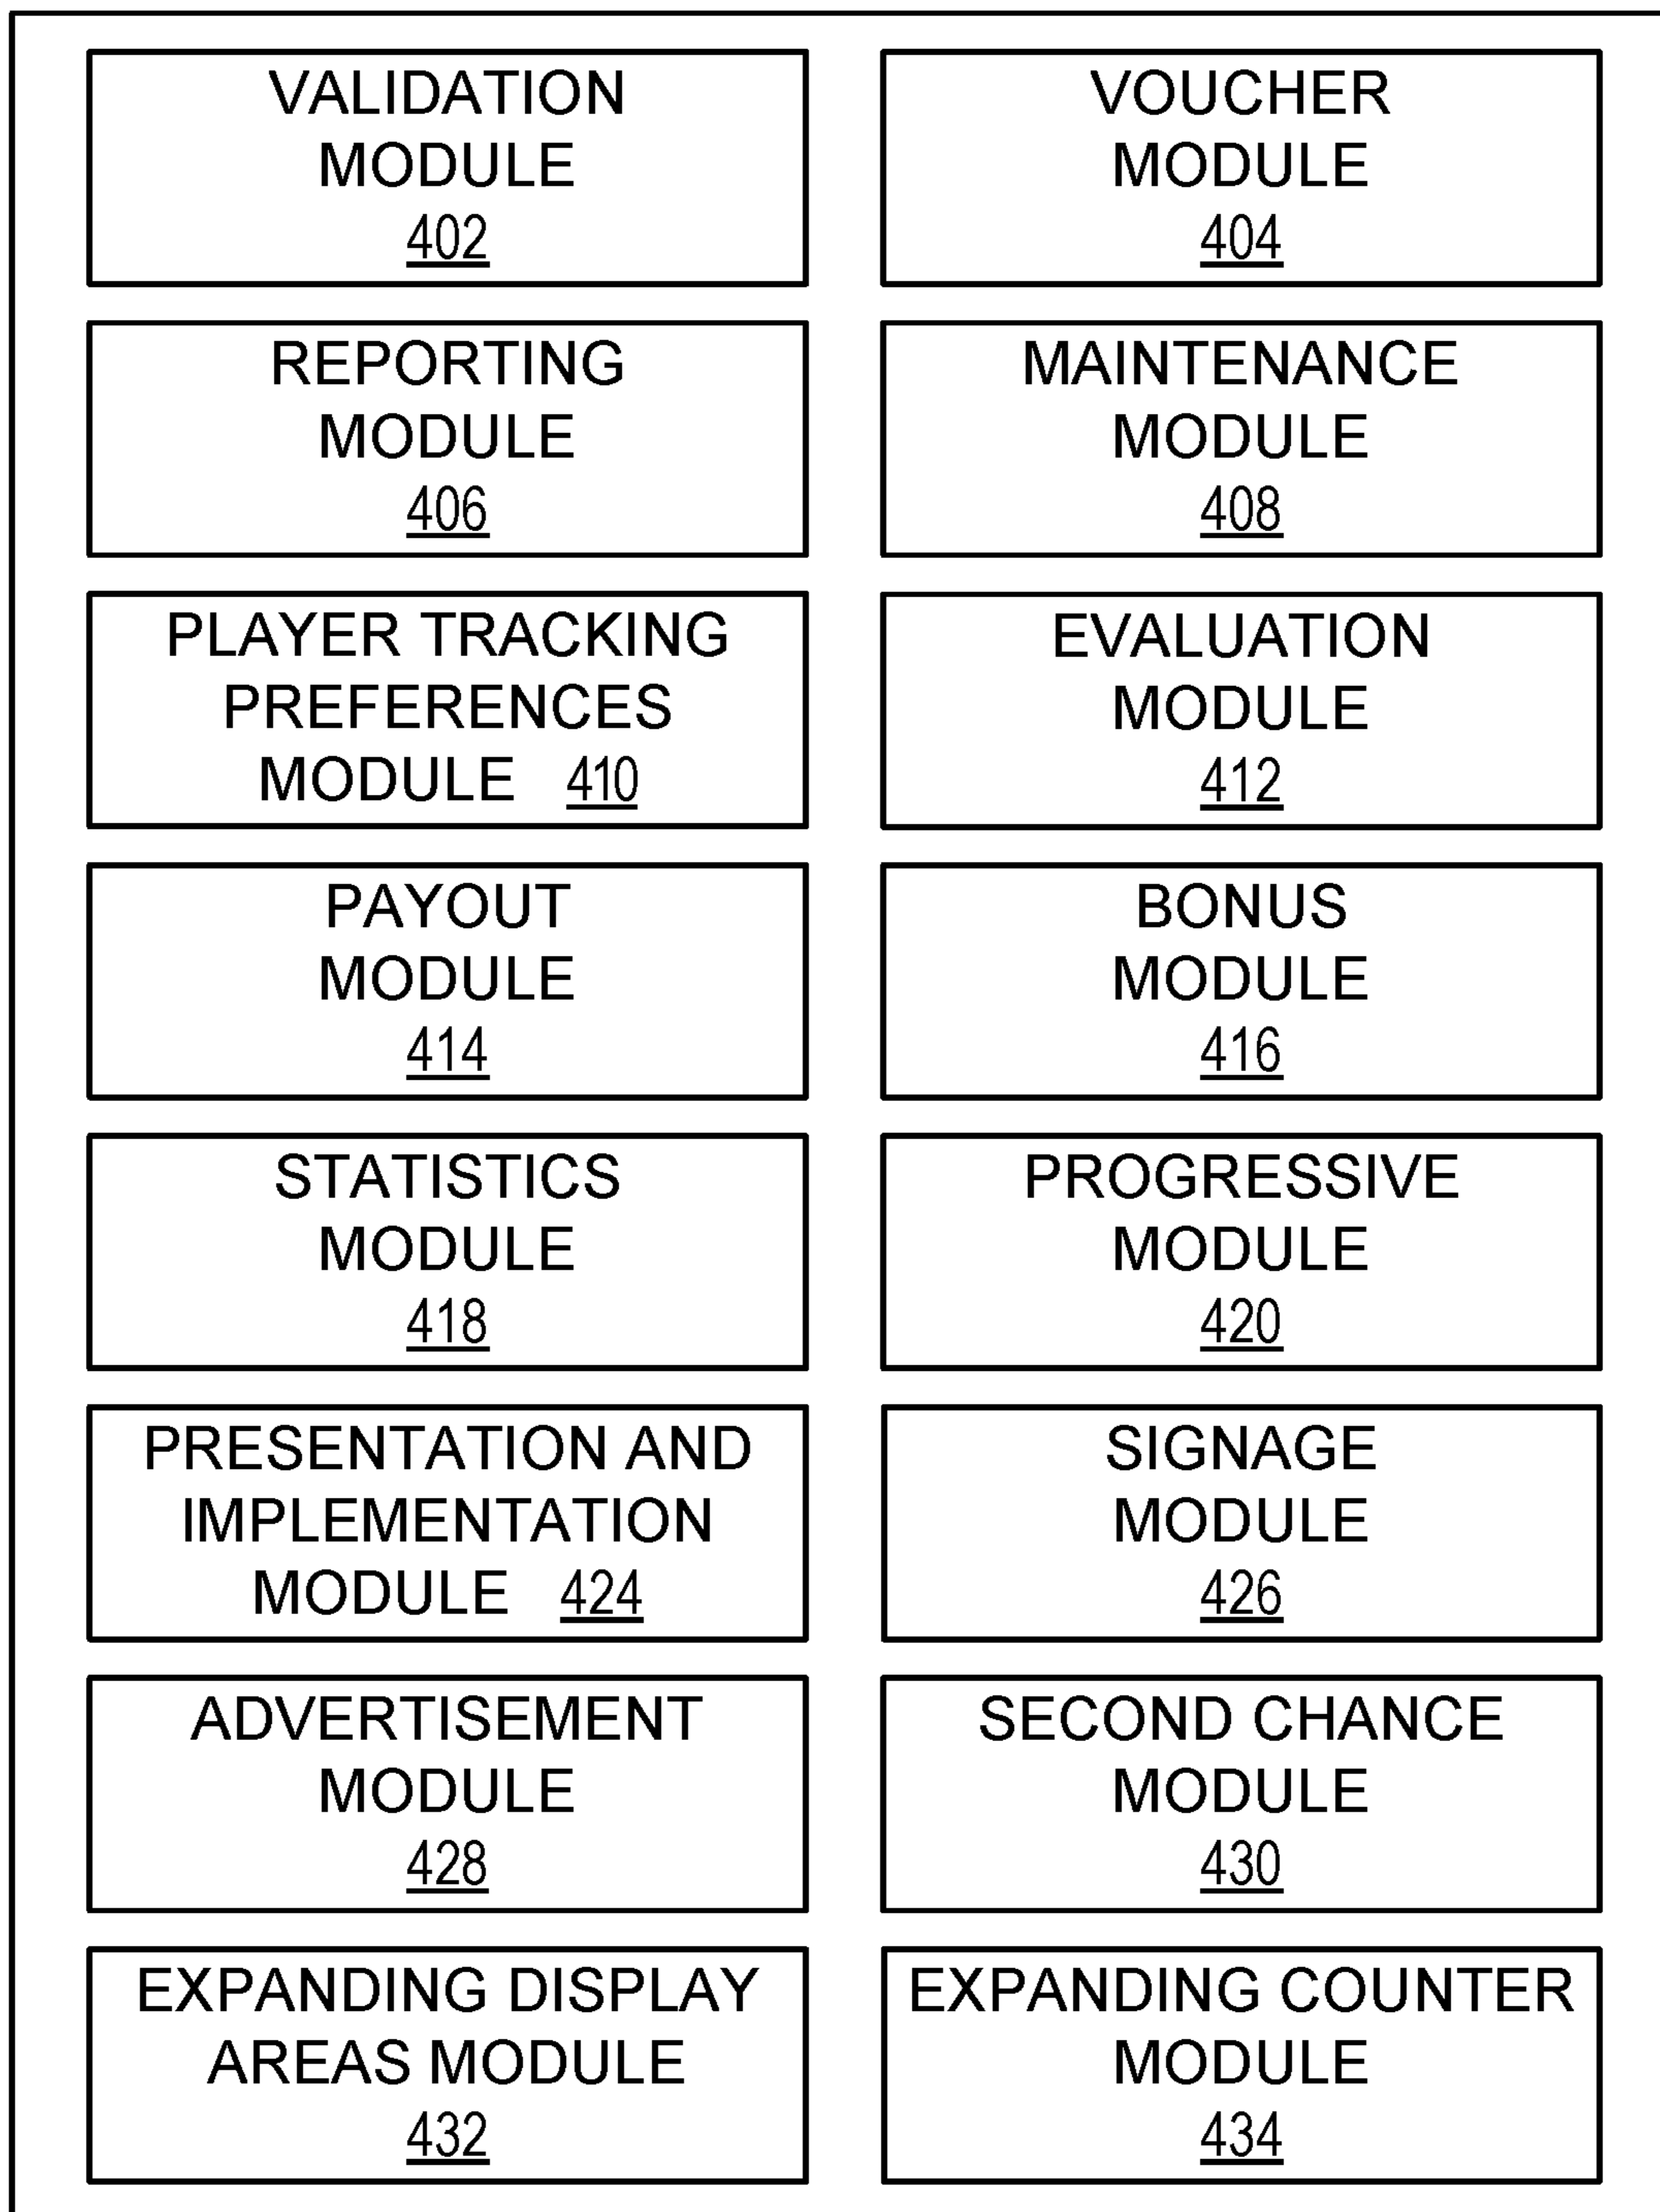 VALIDATION
MODULE
402
VOUCHER
MODULE
404
REPORTING
MODULE
406
MAINTENANCE
MODULE
408
PLAYER TRACKING
PREFERENCES
MODULE 410
EVALUATION
MODULE
412
PAYOUT
MODULE
414
BONUS
MODULE
416
STATISTICS
MODULE
418
PROGRESSIVE
MODULE
420
PRESENTATION AND
IMPLEMENTATION
MODULE 424
SIGNAGE
MODULE
426
ADVERTISEMENT
MODULE
428
SECOND CHANCE
MODULE
430
EXPANDING DISPLAY
AREAS MODULE
432
EXPANDING COUNTER
MODULE
434